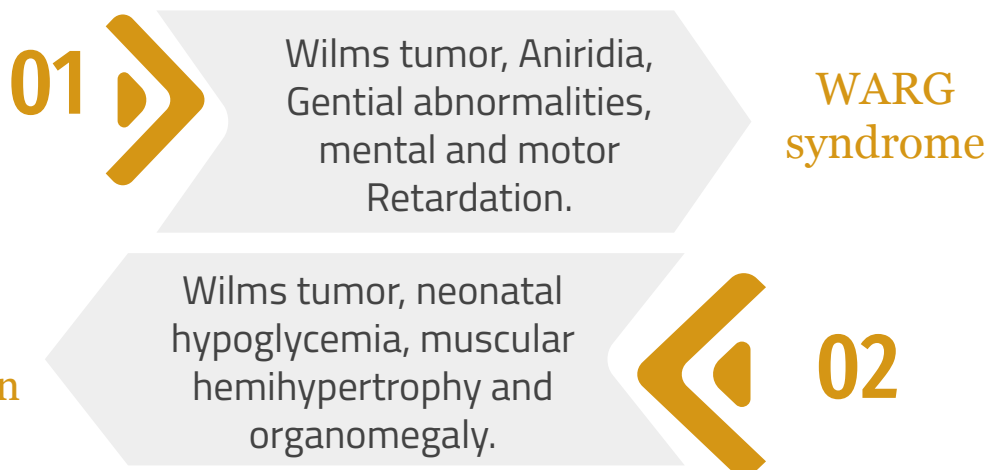 01
Wilms tumor, Aniridia,
Gential abnormalities,
mental and motor
Retardation.
WARG
syndrome
Wilms tumor, neonatal
hypoglycemia, muscular
hemihypertrophy and
organomegaly.
n
02